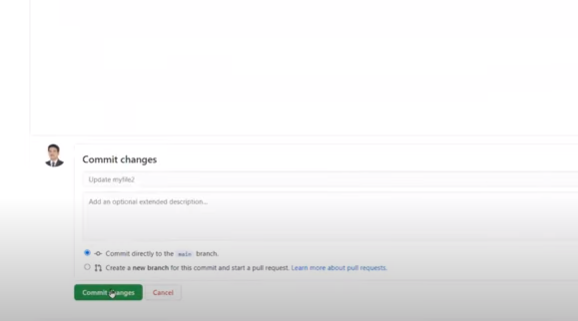 Commit changes
Update myfile2
Add an optional extended description...
Commit directly to the main branch.
Create a new branch for this commit and start a pull request. Learn more about pull requests.
Commit changes Cancel